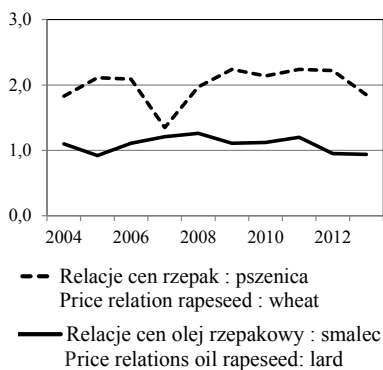 3,0
2,0
1,0
0,0
2004 2006 2008 2010 2012
Relacje cen rzepak : pszenica
Price relation rapeseed : wheat
Relacje cen olej rzepakowy : smalec
Price relations oil rapeseed: lard